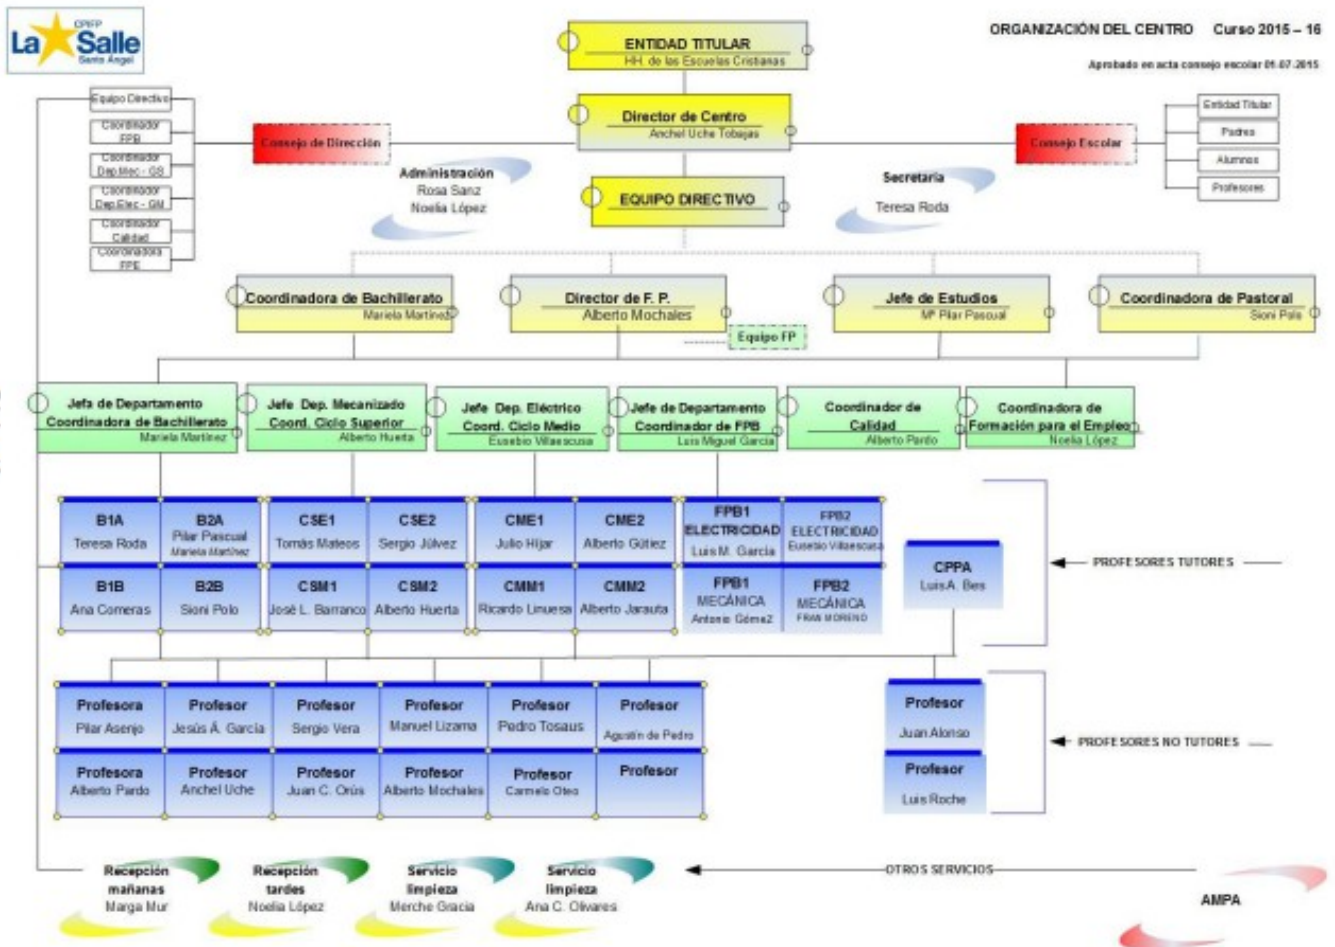 CPIFP
La Salle
Santo Ángel
ORGANIZACIÓN DEL CENTRO Curso 2015 – 16
Aprobado en acta consejo escolar 01.07.2015
ENTIDAD TITULAR
HH. de las Escuelas Cristianas
Director de Centro
Anchel Uche Tobajas
EQUIPO DIRECTIVO
Equipo Directivo
Coordinador
FPB
Coordinador
Dep.Mec - GS
Coordinador
Dep.Elec - GM
Coordinador
Calidad
Coordinadora
FPE
Consejo de Dirección
Administración
Rosa Sanz
Noelia López
Secretaria
Teresa Roda
Consejo Escolar
Entidad Titular
Padres
Alumnos
Profesores
Coordinadora de Bachillerato
Mariela Martínez
Director de F. P.
Alberto Mochales
Jefe de Estudios
Mª Pilar Pascual
Coordinadora de Pastoral
Sioni Polo
Equipo FP
Jefa de Departamento
Coordinadora de Bachillerato
Mariela Martínez
Jefe Dep. Mecanizado
Coord. Ciclo Superior
Alberto Huerta
Jefe Dep. Eléctrico
Coord. Ciclo Medio
Eusebio Villaescusa
Jefe de Departamento
Coordinador de FPB
Luis Miguel García
Coordinador de
Calidad
Alberto Pardo
Coordinadora de
Formación para el Empleo
Noelia López
B1A
Teresa Roda
B2A
Pilar Pascual
Mariela Martínez
CSE1
Tomás Mateos
CSE2
Sergio Júlvez
CME1
Julio Híjar
CME2
Alberto Gútiez
FPB1
ELECTRICIDAD
Luis M. García
FPB2
ELECTRICIDAD
Eusebio Villaescusa
CPPA
Luis A. Bes
B1B
Ana Comeras
B2B
Sioni Polo
CSM1
José L. Barranco
CSM2
Alberto Huerta
CMM1
Ricardo Linuesa
CMM2
Alberto Jarauta
FPB1
MECÁNICA
Antonio Gómez
FPB2
MECÁNICA
FRAN MORENO
PROFESORES TUTORES
Profesora
Pilar Asenjo
Profesor
Jesús Á. García
Profesor
Sergio Vera
Profesor
Manuel Lizama
Profesor
Pedro Tosaus
Profesor
Agustín de Pedro
Profesor
Juan Alonso
Profesora
Alberto Pardo
Profesor
Anchel Uche
Profesor
Juan C. Orús
Profesor
Alberto Mochales
Profesor
Carmelo Oteo
Profesor
Profesor
Luis Roche
PROFESORES NO TUTORES
Recepción
mañanas
Marga Mur
Recepción
tardes
Noelia López
Servicio
limpieza
Merche Gracia
Servicio
limpieza
Ana C. Olivares
OTROS SERVICIOS
AMPA